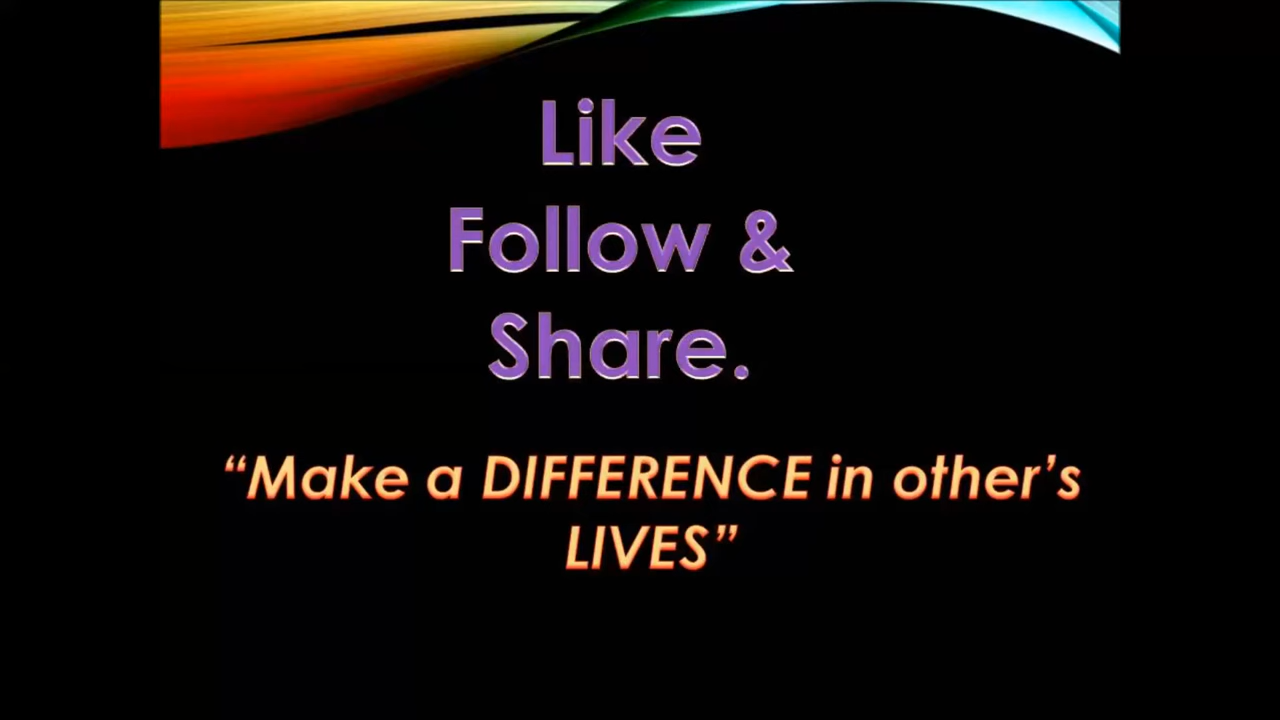 Like
Follow &
Share.
“Make a DIFFERENCE in other’s
LIVES”